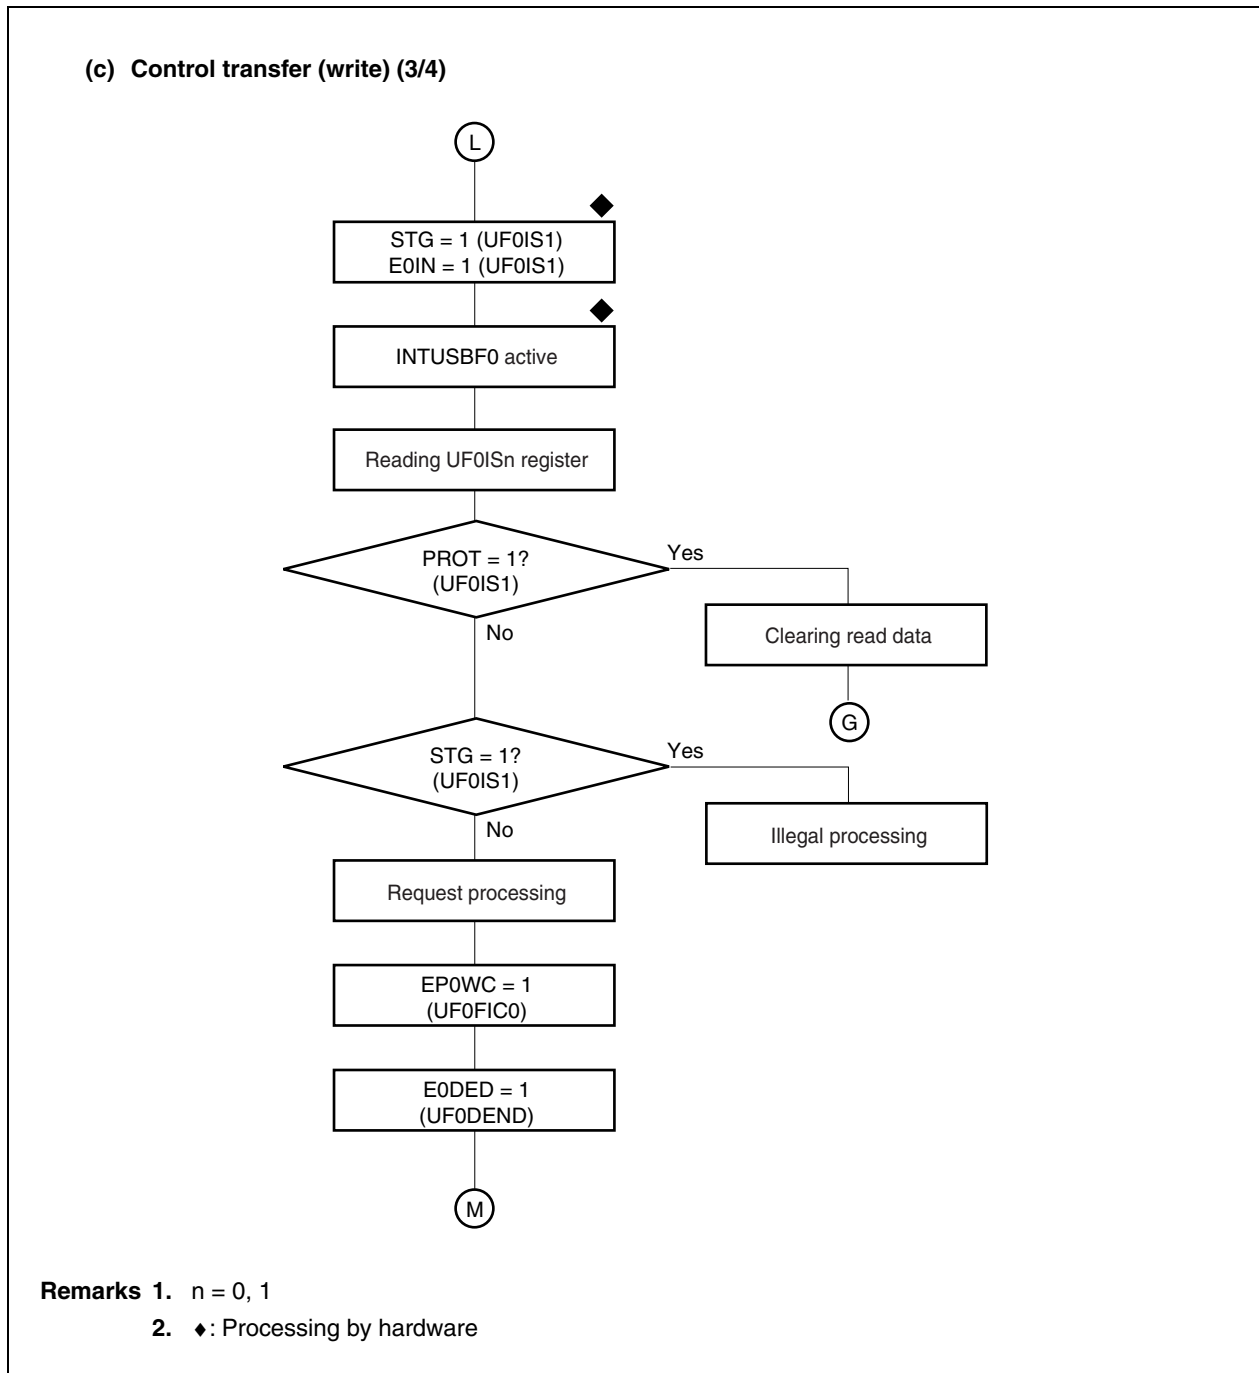 (c) Control transfer (write) (3/4)
L
STG = 1 (UF0IS1)
E0IN = 1 (UF0IS1)
INTUSBF0 active
Reading UF0ISn register
PROT = 1?
(UF0IS1)
Yes
No
Clearing read data
G
STG = 1?
(UF0IS1)
Yes
No
Illegal processing
Request processing
EP0WC = 1
(UF0FIC0)
E0DED = 1
(UF0DEND)
M
Remarks 1. n = 0, 1
2. ♦: Processing by hardware